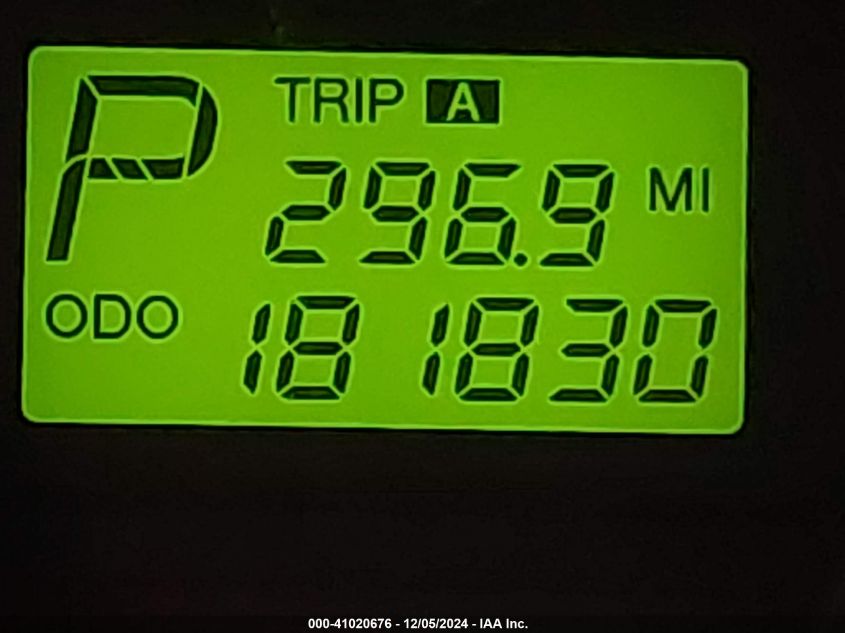 P TRIP A
296.9 MI
ODO 181830
000-41020676 - 12/05/2024 - IAA Inc.